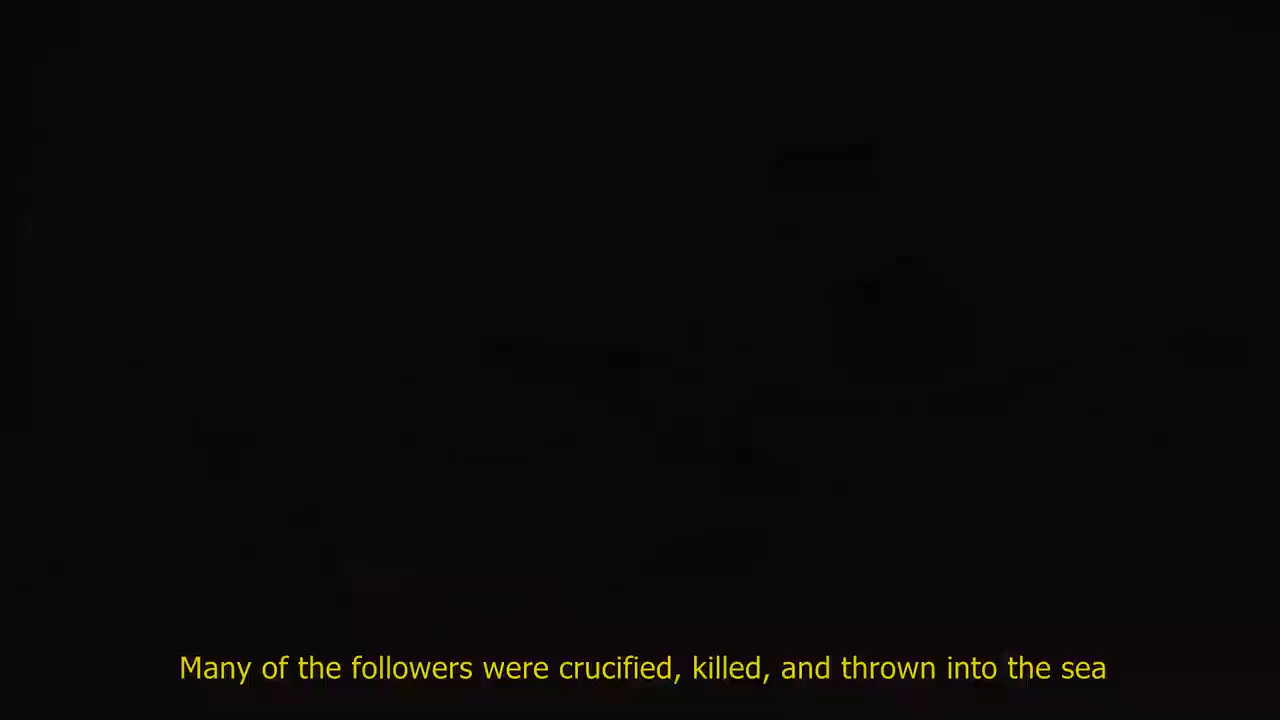 Many of the followers were crucified, killed, and thrown into the sea